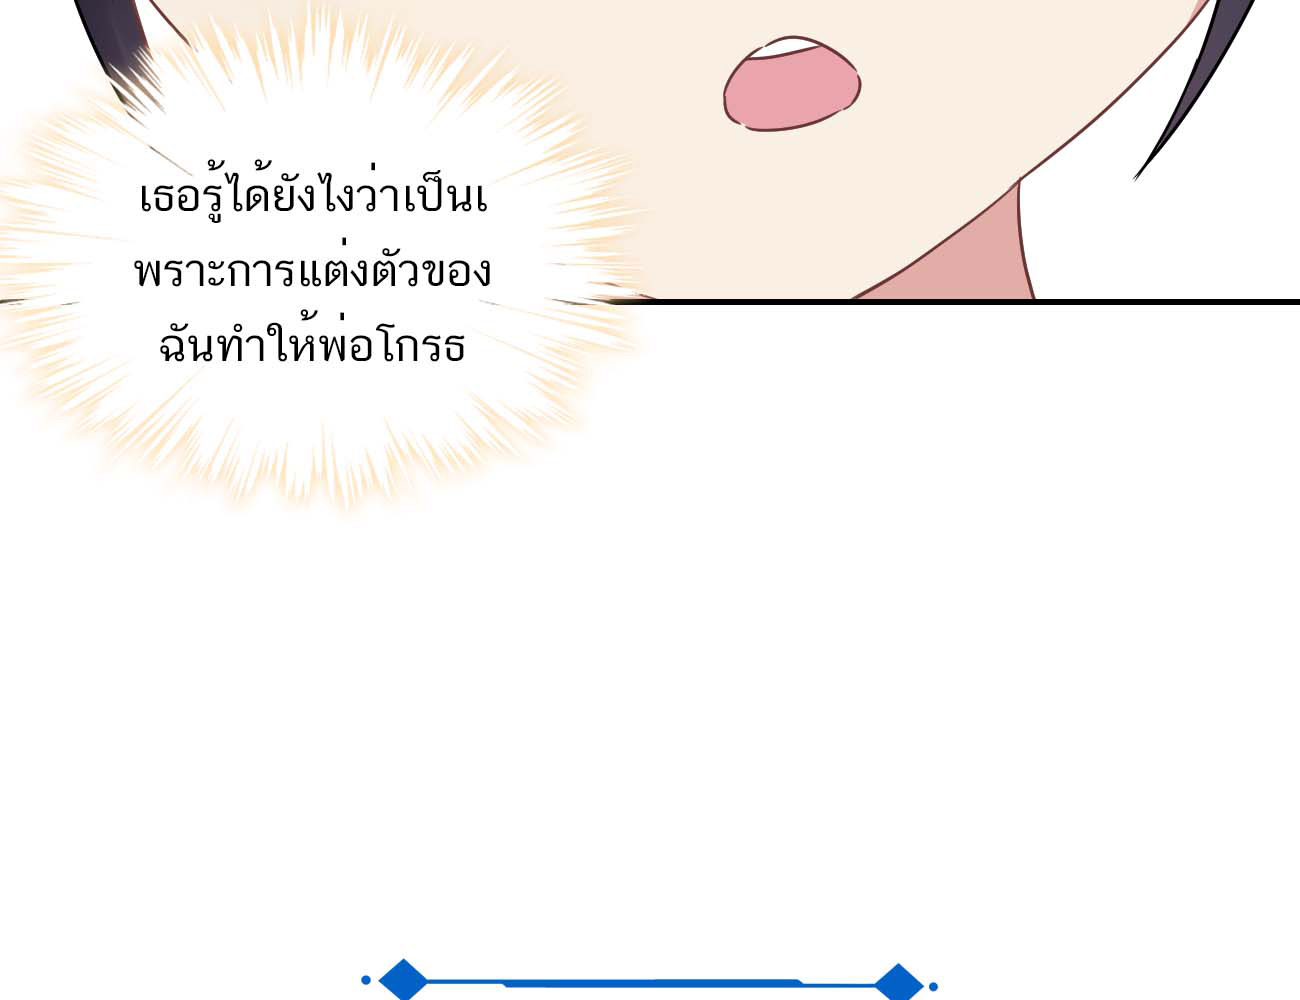 เธอรู้ได้ยังไงว่าเป็นเ
พราะการแต่งตัวของ
ฉันทำให้พ่อโกรธ